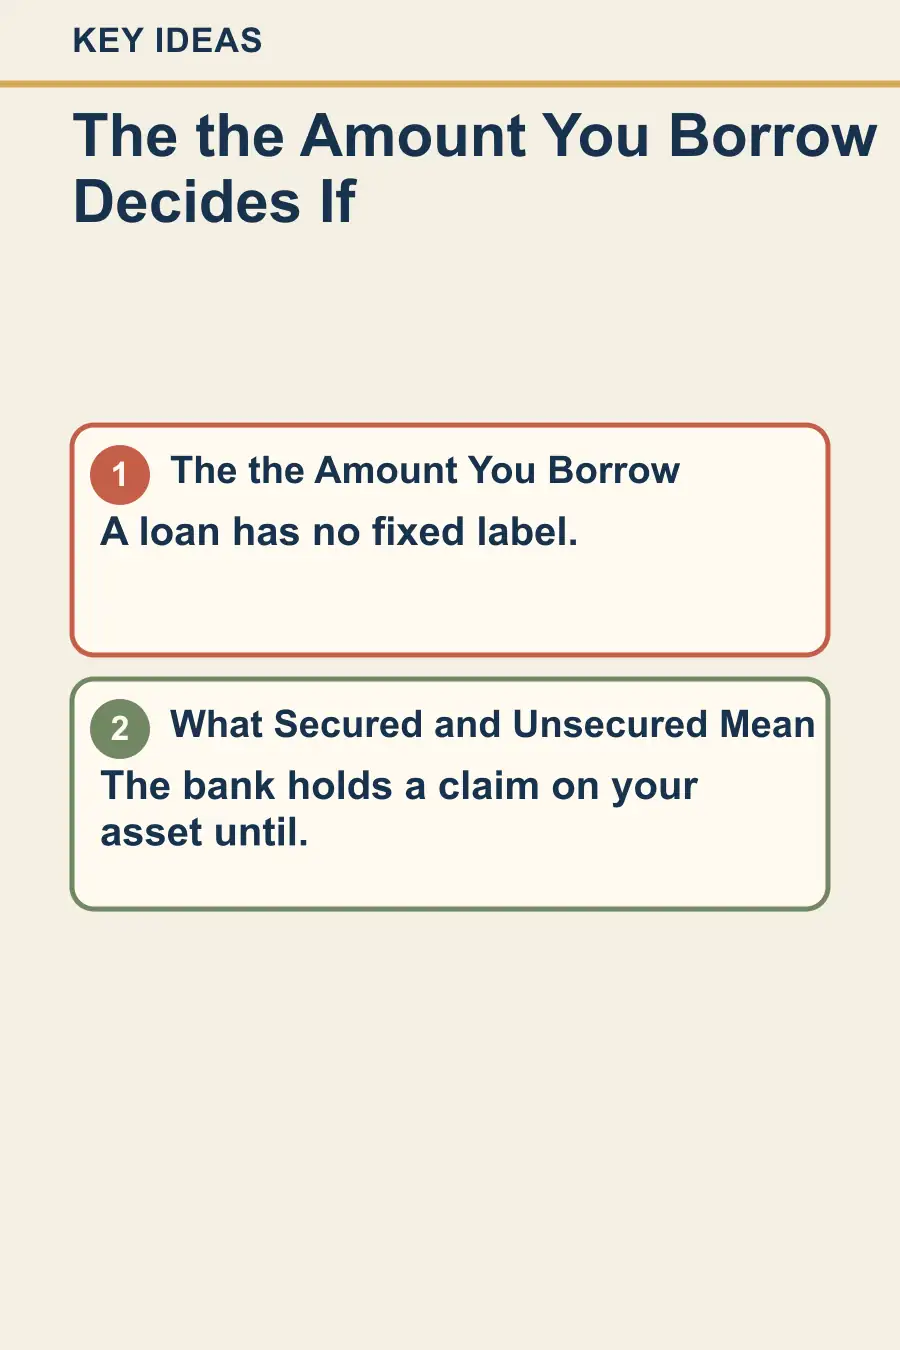 KEY IDEAS
The the Amount You Borrow
Decides If
1 The the Amount You Borrow
A loan has no fixed label.
2 What Secured and Unsecured Mean
The bank holds a claim on your
asset until.